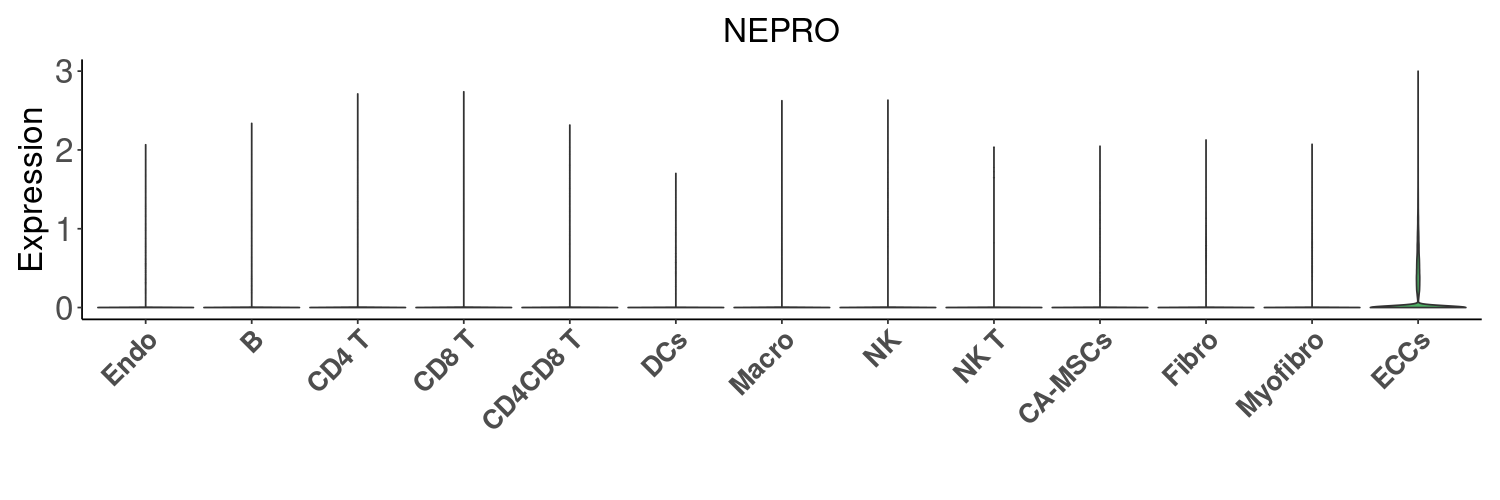 NEPRO
Expression
3
2
1
0
Endo
B
CD4 T
CD8 T
CD4CD8 T
DCs
Macro
NK
NK T
CA-MSCs
Fibro
Myofibro
ECCs